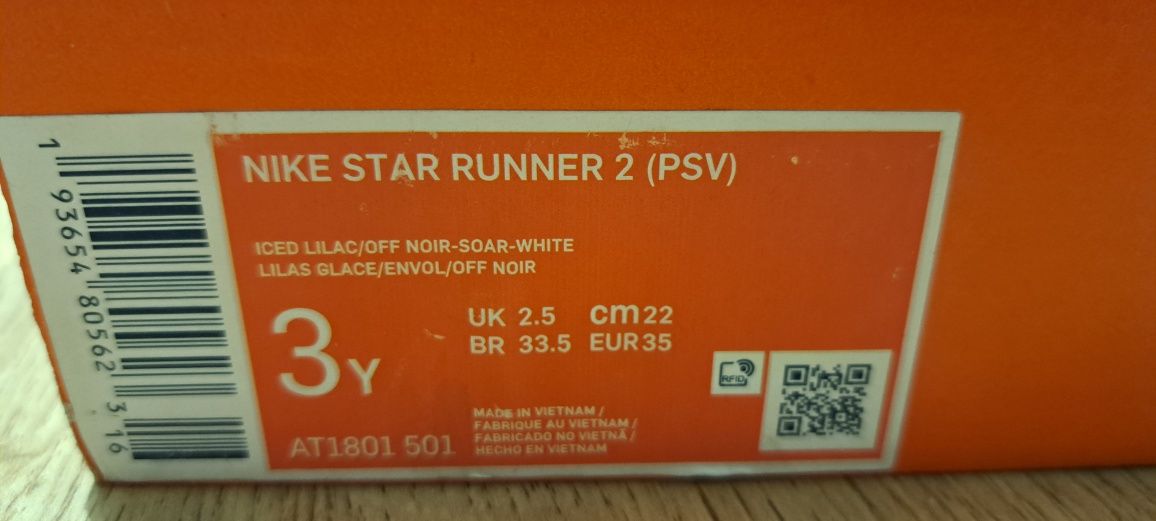 NIKE STAR RUNNER 2 (PSV)
ICED LILAC/OFF NOIR-SOAR-WHITE
LILAS GLACE/ENVOL/OFF NOIR
3Y
UK 2.5 cm 22
BR 33.5 EUR 35
RFID
MADE IN VIETNAM /
FABRIQUE AU VIETNAM /
FABRICADO NO VIETNÃ /
HECHO EN VIETNAM
AT1801 501
1 93654 80562 3 16